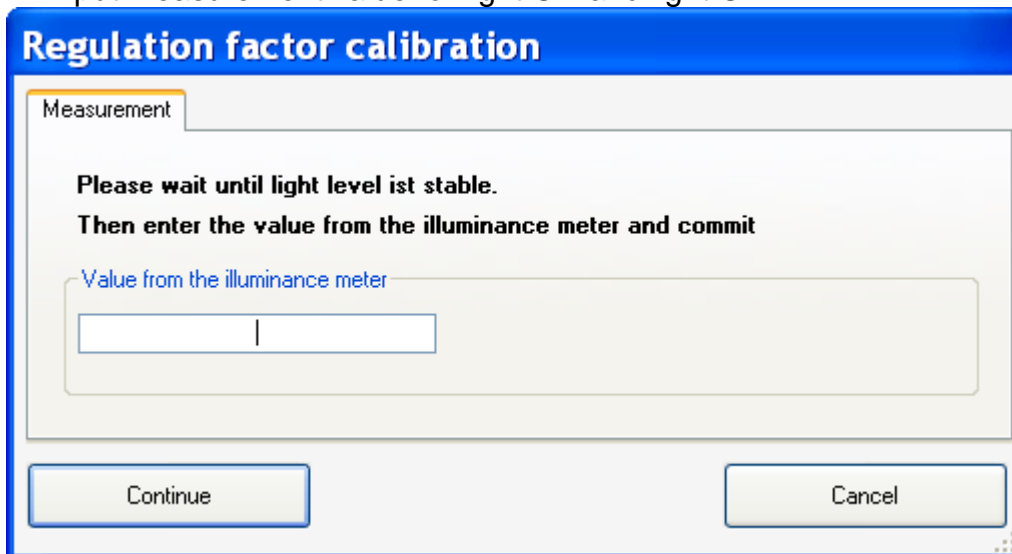 Regulation factor calibration
Measurement
Please wait until light level ist stable.
Then enter the value from the illuminance meter and commit
Value from the illuminance meter
Continue
Cancel